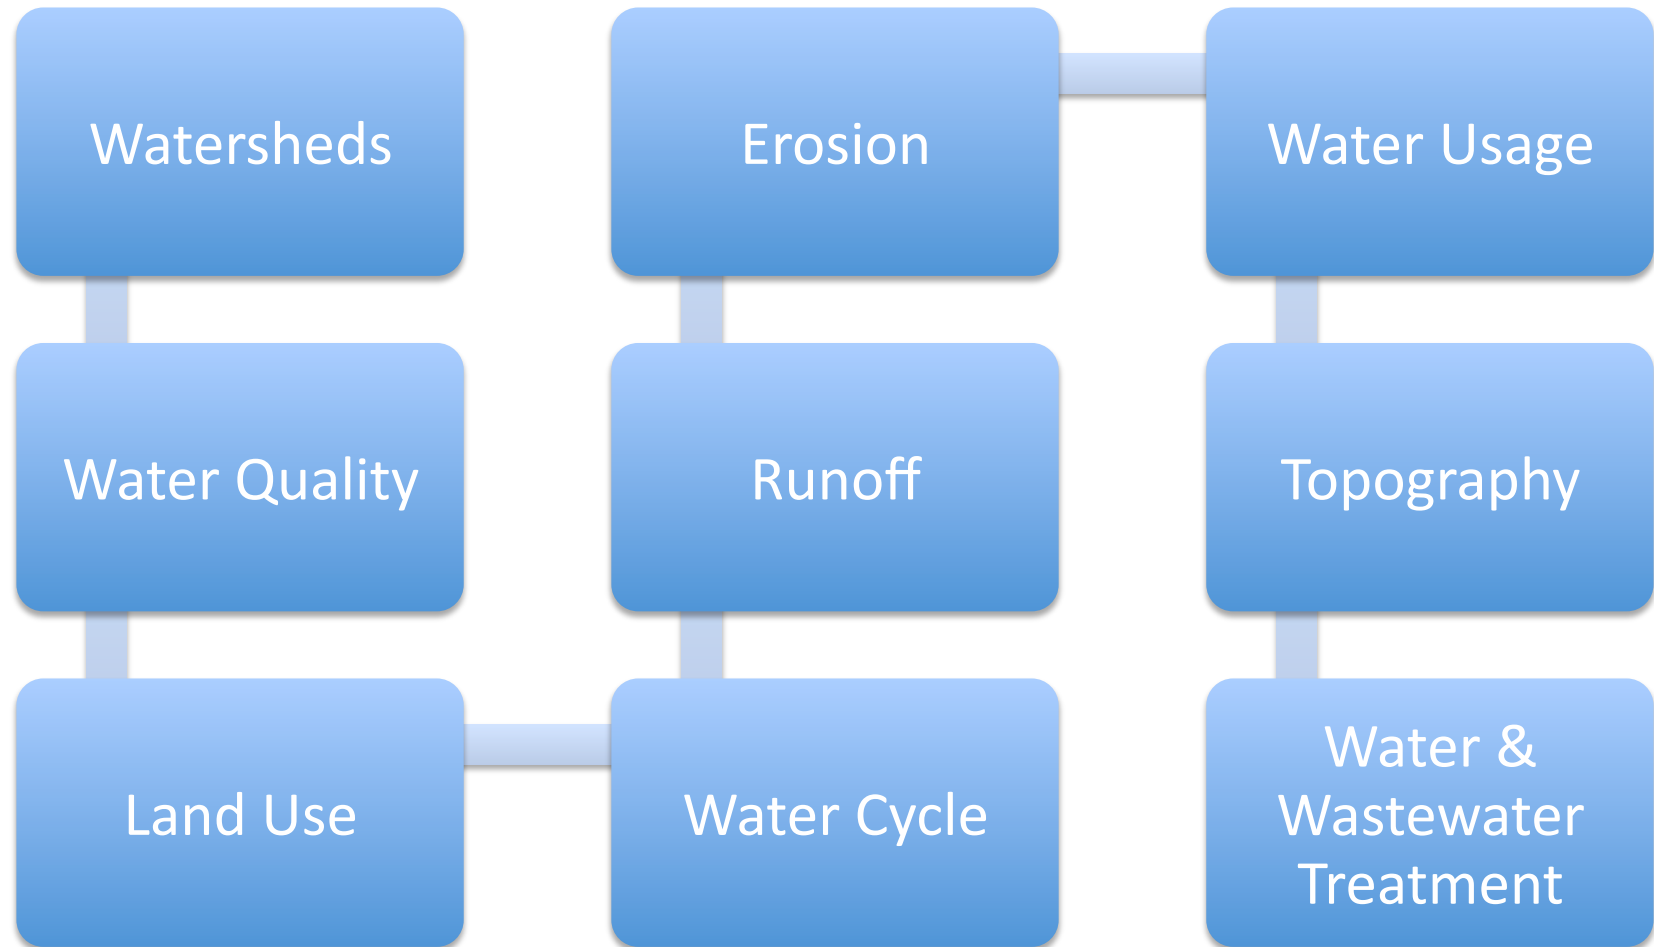 Watersheds
Water Quality
Land Use
Water Cycle
Runoff
Erosion
Water Usage
Topography
Water &
Wastewater
Treatment